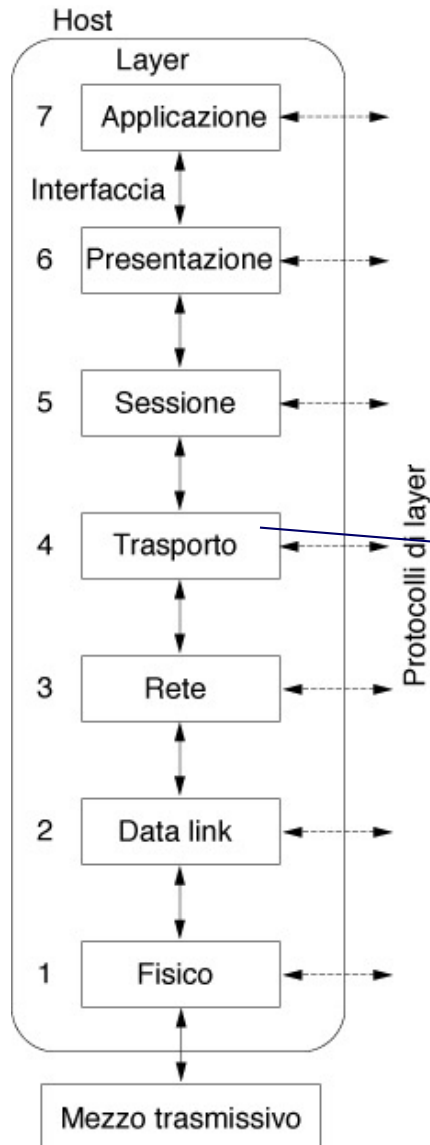 Host
Layer
7 Applicazione
Interfaccia
6 Presentazione
5 Sessione
4 Trasporto
3 Rete
2 Data link
1 Fisico
Mezzo trasmissivo
Protocolli di layer